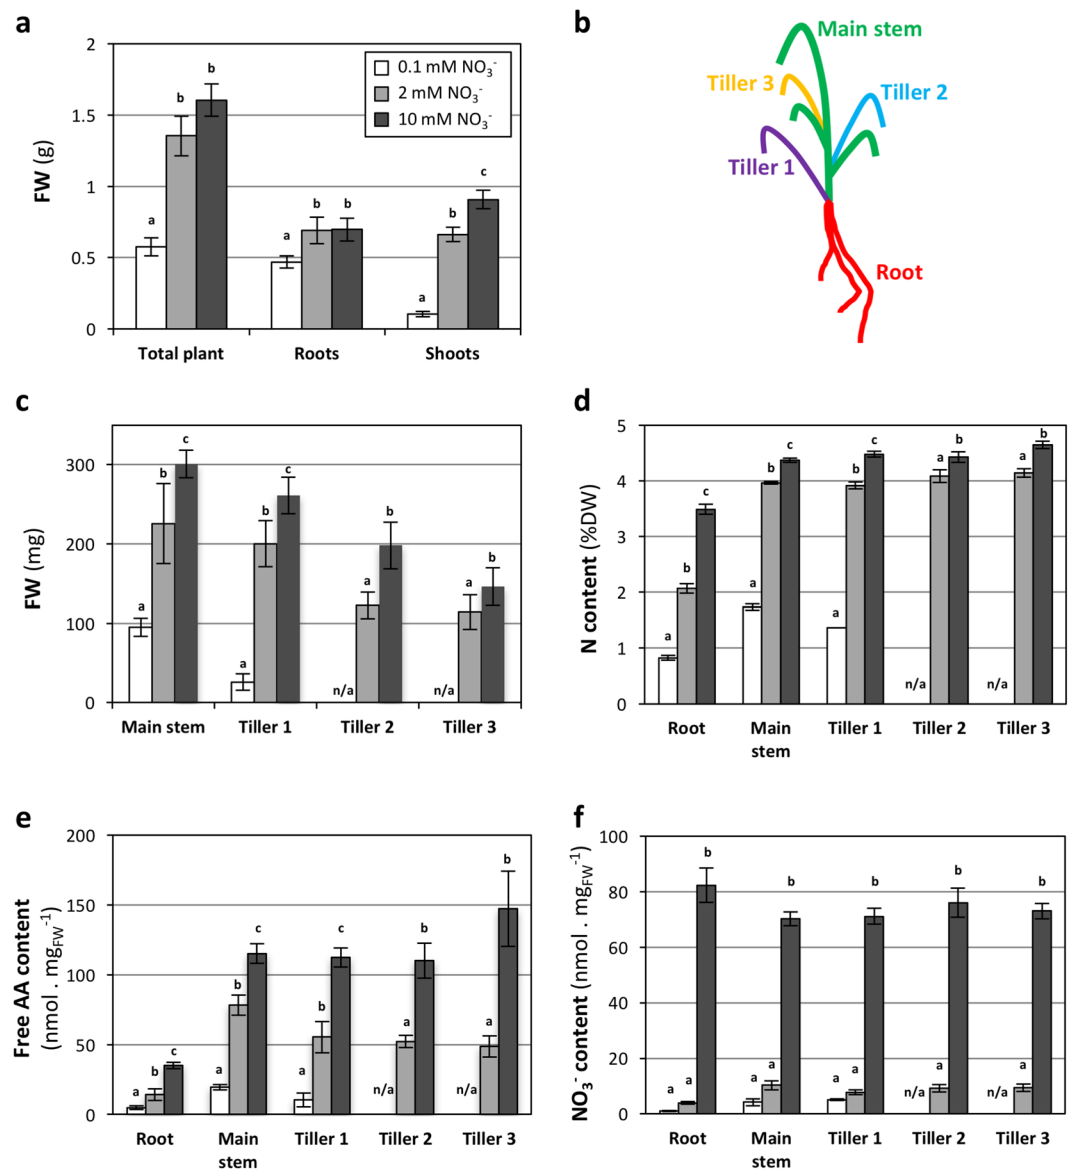 a
2
1.5
1
0.5
0
FW (g)
0.1 mM NO3-
2 mM NO3-
10 mM NO3-
a
b
b
a
b
b
a
b
c
Total plant
Roots
Shoots
b
Main stem
Tiller 3
Tiller 2
Tiller 1
Root
c
300
200
100
0
FW (mg)
a
b
c
a
b
c
n/a
a
b
n/a
a
b
Main stem
Tiller 1
Tiller 2
Tiller 3
d
5
4
3
2
1
0
N content (%DW)
a
b
c
a
b
c
a
b
c
n/a
a
b
n/a
a
b
Root
Main
stem
Tiller 1
Tiller 2
Tiller 3
e
200
150
100
50
0
Free AA content
(nmol . mgFW-1)
a
b
c
a
b
c
a
b
c
n/a
a
b
n/a
a
b
Root
Main
stem
Tiller 1
Tiller 2
Tiller 3
f
100
80
60
40
20
0
NO3- content (nmol . mgFW-1)
a
a
b
a
a
b
a
a
b
n/a
a
b
n/a
a
b
Root
Main
stem
Tiller 1
Tiller 2
Tiller 3